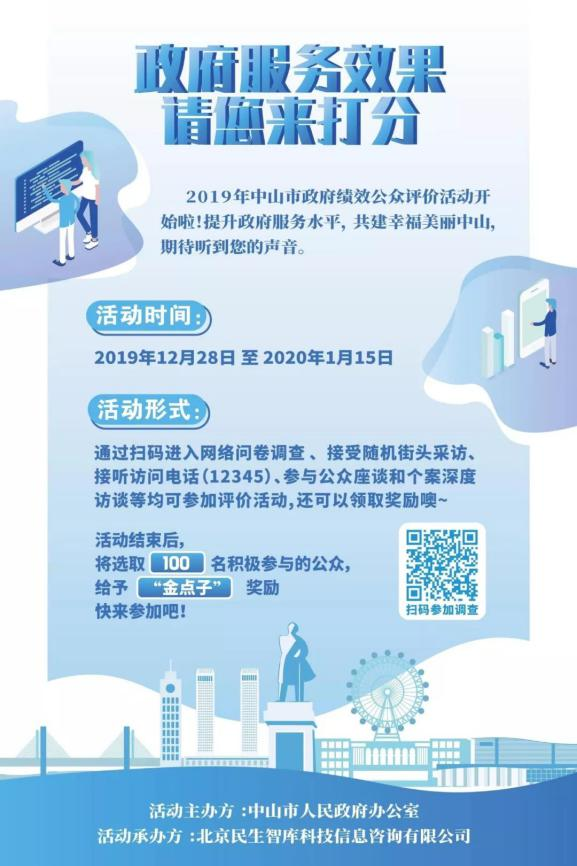 政府服务效果
请您来打分
2019年中山市政府绩效公众评价活动开
始啦!提升政府服务水平, 共建幸福美丽中山,
期待听到您的声音。
活动时间:
2019年12月28日 至 2020年1月15日
活动形式:
通过扫码进入网络问卷调查 、接受随机街头采访、
接听访问电话(12345)、参与公众座谈和个案深度
访谈等均可参加评价活动,还可以领取奖励噢~
活动结束后,
将选取 100 名积极参与的公众,
给予 “金点子” 奖励
快来参加吧!
扫码参加调查
活动主办方 :中山市人民政府办公室
活动承办方 :北京民生智库科技信息咨询有限公司